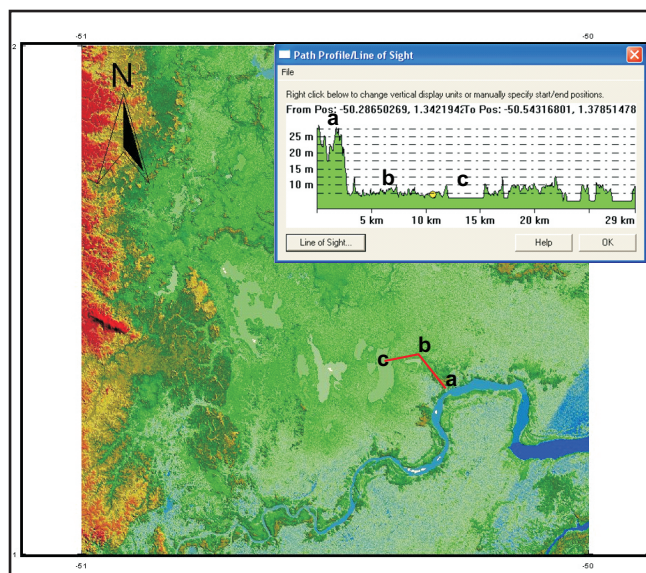 -51
-50
2
N
Path Profile/Line of Sight
File
Right click below to change vertical display units or manually specify start/end positions.
From Pos: -50.28650269, 1.3421942To Pos: -50.54316801, 1.37851478
a
25 m
20 m
15 m
b
c
10 m
5 km
10 km
15 km
20 km
29 km
Line of Sight...
Help
OK
b
c
a
1
-51
-50